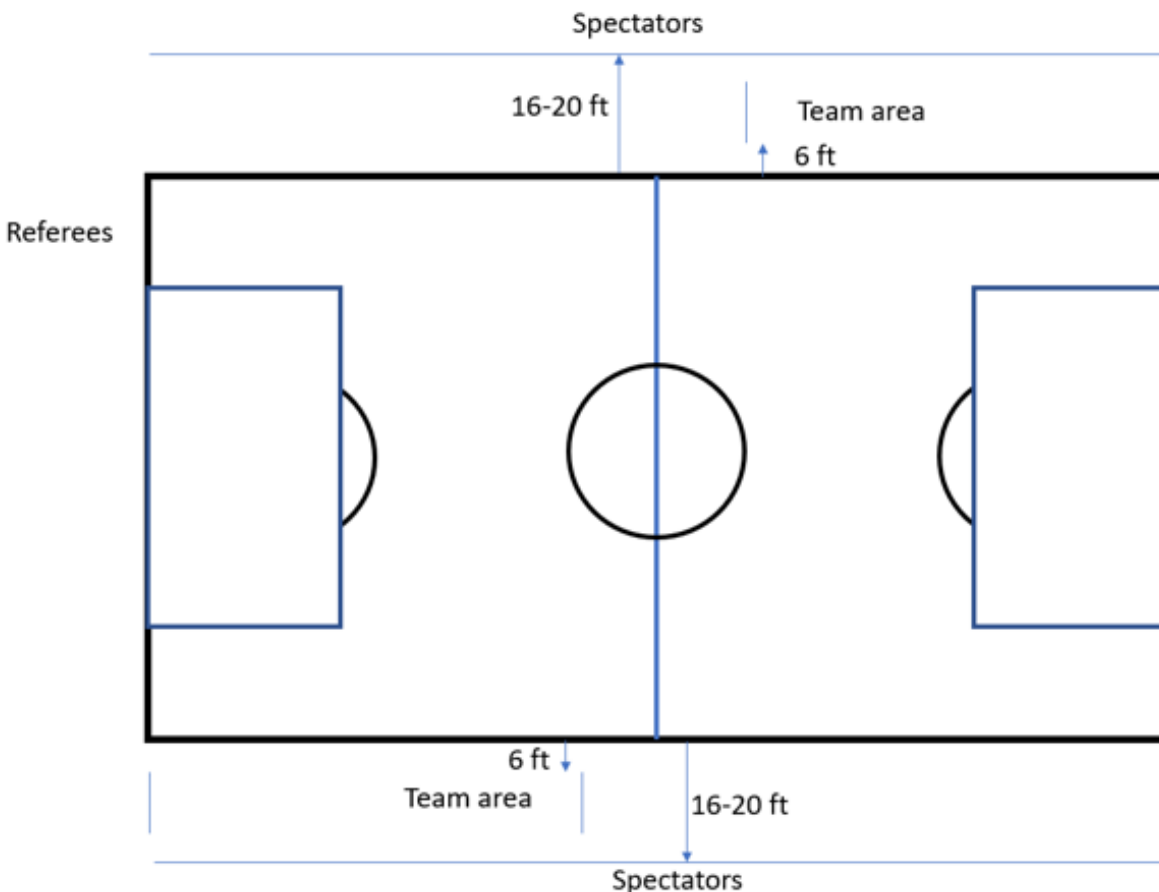 Spectators
16-20 ft
Team area
6 ft
Referees
6 ft
Team area
16-20 ft
Spectators